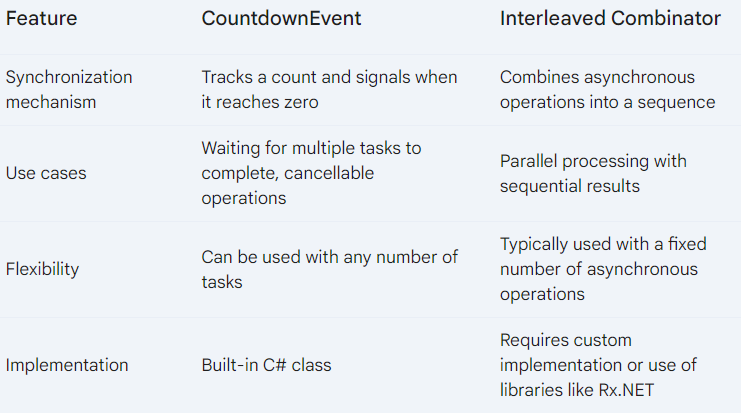 Feature CountdownEvent Interleaved Combinator
Synchronization mechanism
Tracks a count and signals when
it reaches zero
Combines asynchronous
operations into a sequence
Use cases
Waiting for multiple tasks to
complete, cancellable
operations
Parallel processing with
sequential results
Flexibility
Can be used with any number of
tasks
Typically used with a fixed
number of asynchronous
operations
Implementation
Built-in C# class
Requires custom
implementation or use of
libraries like Rx.NET